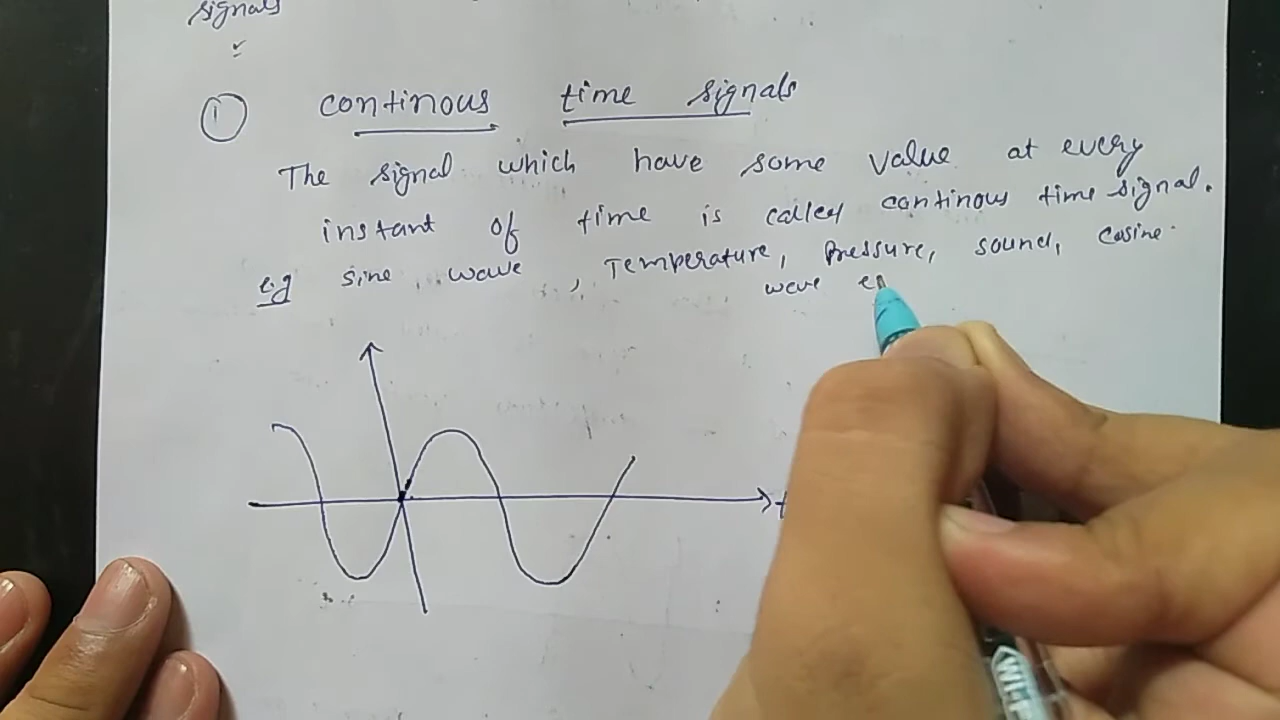 signals
1 continous time signals
The signal which have some value at every
instant of time is called continous time signal.
e.g sine wave, Temperature, Pressure, sound, cosine
wave
t